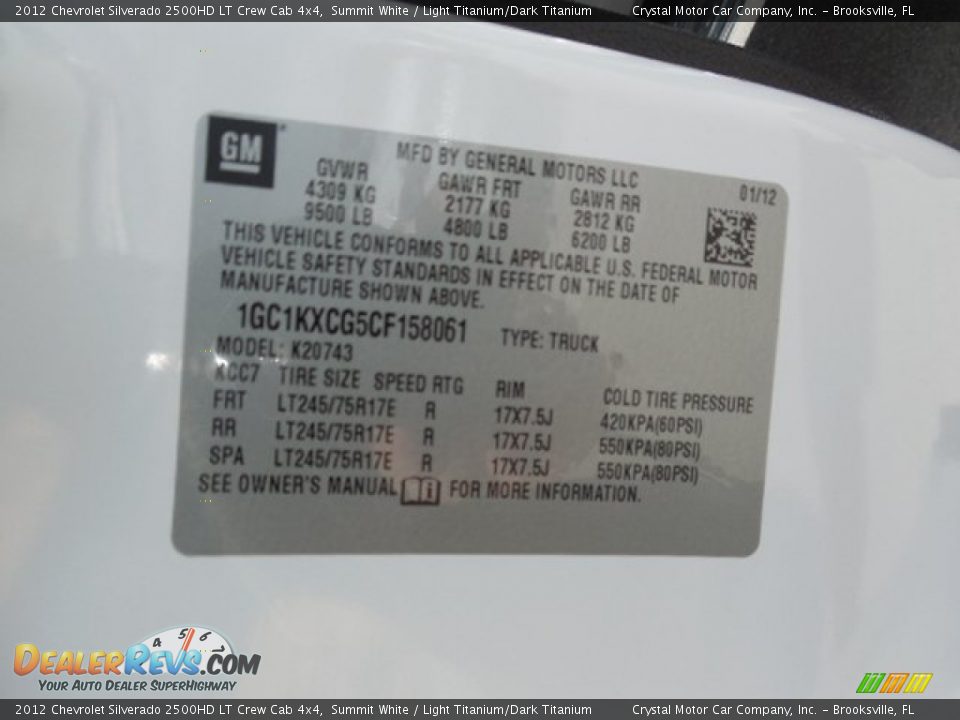 2012 Chevrolet Silverado 2500HD LT Crew Cab 4x4, Summit White / Light Titanium/Dark Titanium Crystal Motor Car Company, Inc. – Brooksville, FL
GM
MFD BY GENERAL MOTORS LLC
GVWR GAWR FRT GAWR RR 01/12
4309 KG 2177 KG 2812 KG
9500 LB 4800 LB 6200 LB
THIS VEHICLE CONFORMS TO ALL APPLICABLE U.S. FEDERAL MOTOR
VEHICLE SAFETY STANDARDS IN EFFECT ON THE DATE OF
MANUFACTURE SHOWN ABOVE.
1GC1KXCG5CF158061 TYPE: TRUCK
MODEL: K20743
KCC7 TIRE SIZE SPEED RTG RIM COLD TIRE PRESSURE
FRT LT245/75R17E R 17X7.5J 420KPA(60PSI)
RR LT245/75R17E R 17X7.5J 550KPA(80PSI)
SPA LT245/75R17E R 17X7.5J 550KPA(80PSI)
SEE OWNER'S MANUAL i FOR MORE INFORMATION.
4 5 6
DEALERREVS.COM
YOUR AUTO DEALER SUPERHIGHWAY
2012 Chevrolet Silverado 2500HD LT Crew Cab 4x4, Summit White / Light Titanium/Dark Titanium Crystal Motor Car Company, Inc. – Brooksville, FL